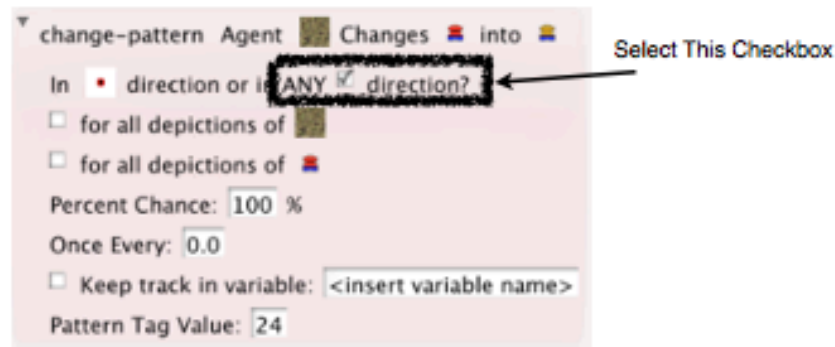 change-pattern Agent Changes into
Select This Checkbox
In direction or in ANY direction?
for all depictions of
for all depictions of
Percent Chance: 100 %
Once Every: 0.0
Keep track in variable: <insert variable name>
Pattern Tag Value: 24